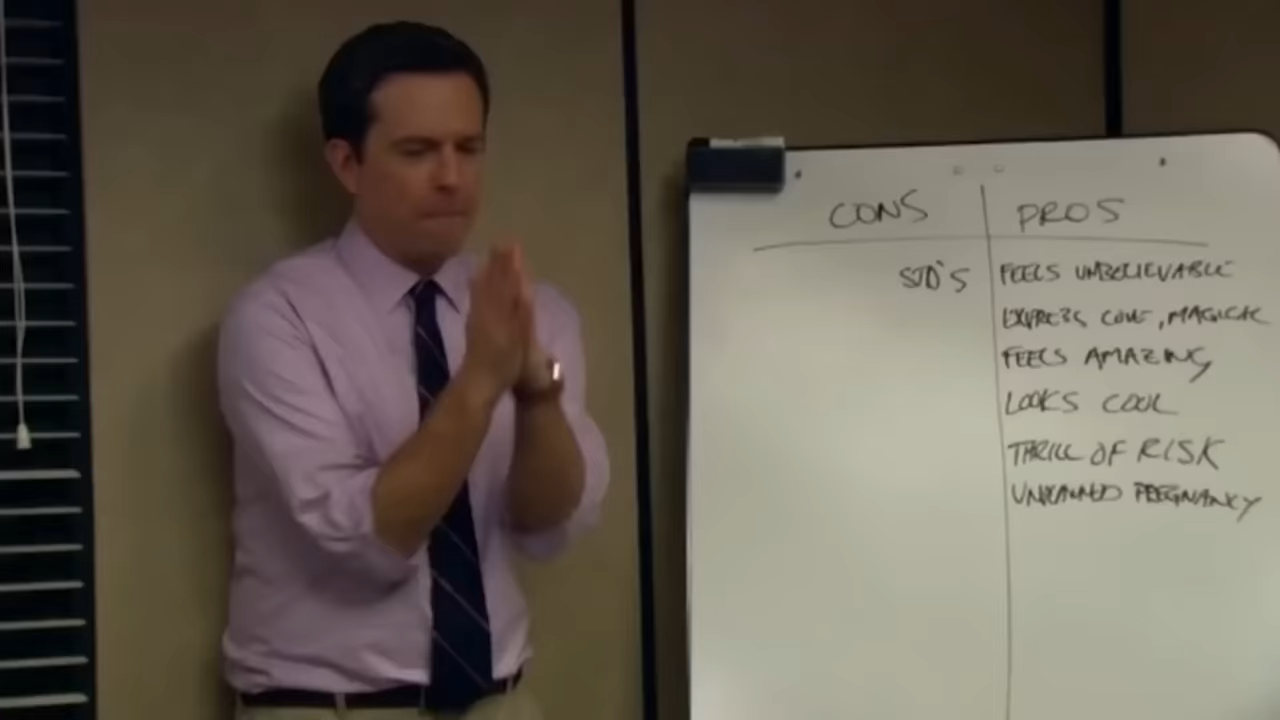 CONS PROS
STD'S FEELS UNBELIEVABLE
EXPRESS LOVE, MAGICAL
FEELS AMAZING
LOOKS COOL
THRILL OF RISK
UNPLANNED PREGNANCY